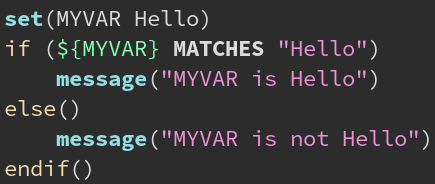 set(MYVAR Hello)
if (${MYVAR} MATCHES "Hello")
    message("MYVAR is Hello")
else()
    message("MYVAR is not Hello")
endif()